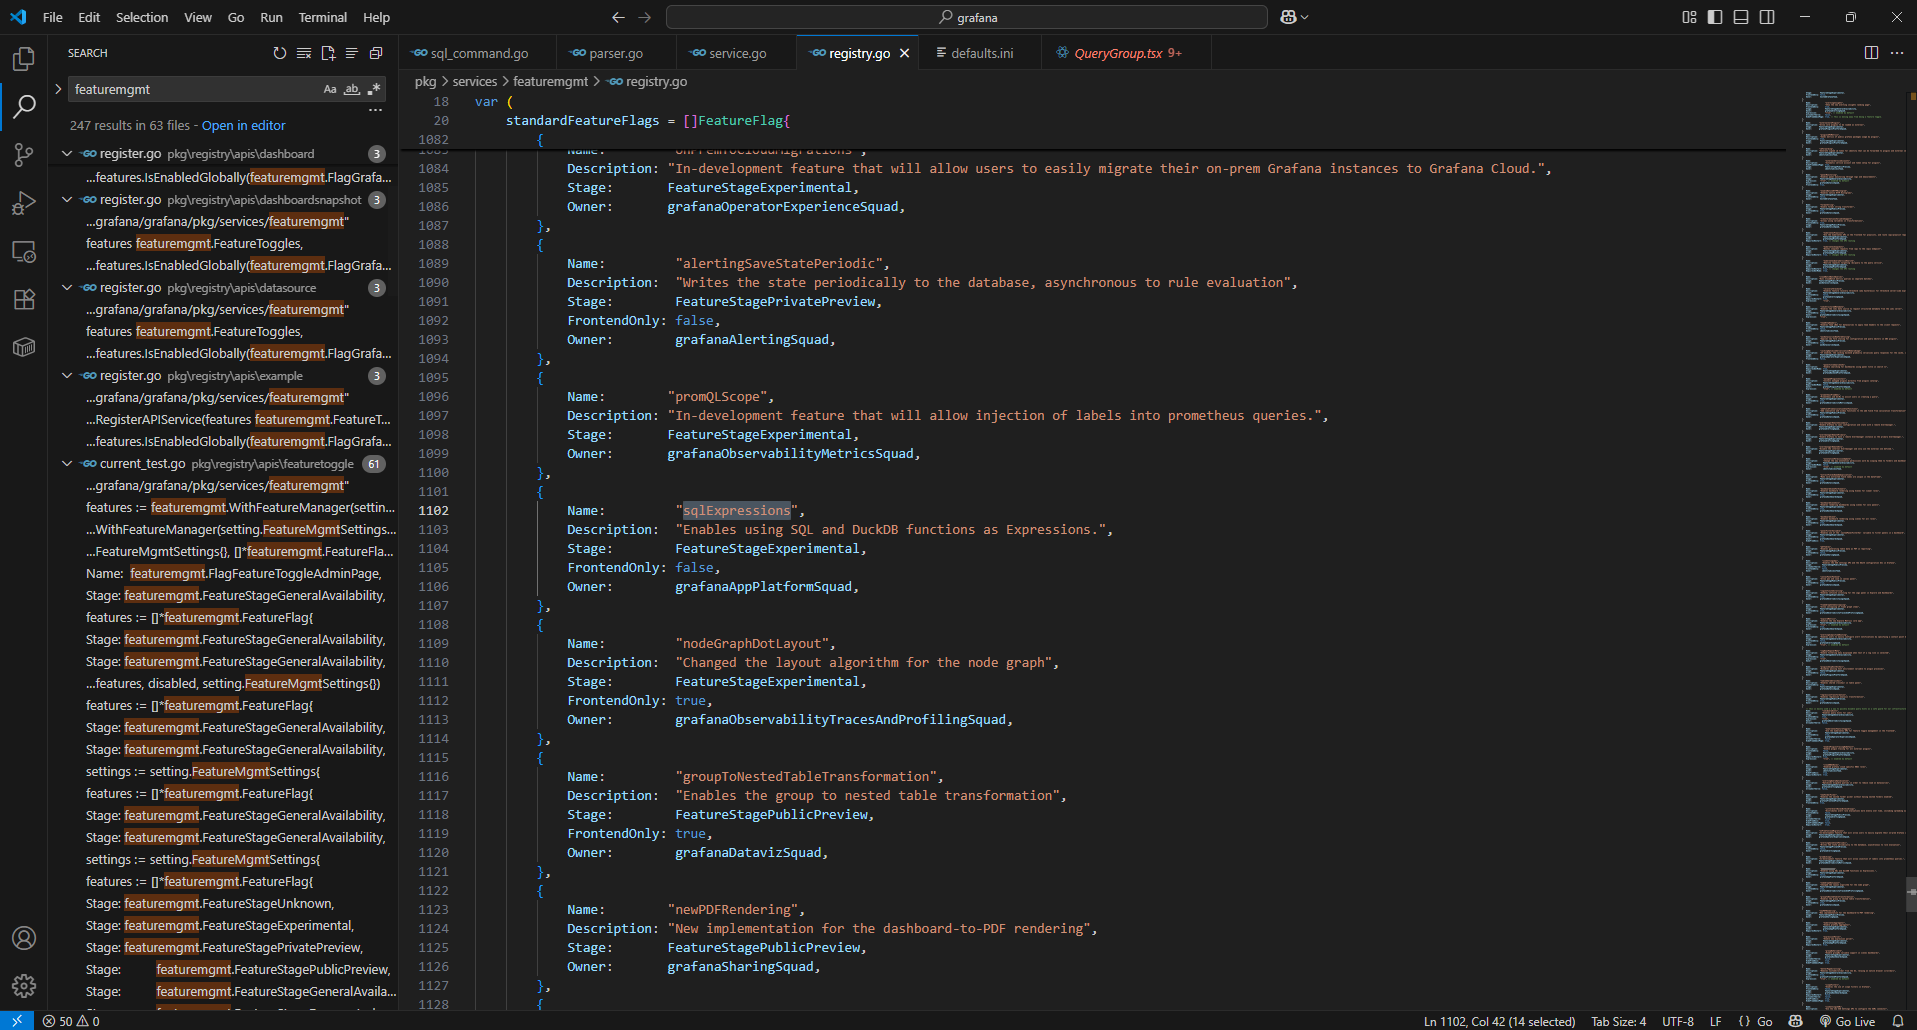 File Edit Selection View Go Run Terminal Help
grafana
SEARCH
featuremgmt
Aa ab .*
247 results in 63 files - Open in editor
register.go pkg\registry\apis\dashboard 3
...features.IsEnabledGlobally(featuremgmt.FlagGrafa...
register.go pkg\registry\apis\dashboardsnapshot 3
...grafana/grafana/pkg/services/featuremgmt"
features featuremgmt.FeatureToggles,
...features.IsEnabledGlobally(featuremgmt.FlagGrafa...
register.go pkg\registry\apis\datasource 3
...grafana/grafana/pkg/services/featuremgmt"
features featuremgmt.FeatureToggles,
...features.IsEnabledGlobally(featuremgmt.FlagGrafa...
register.go pkg\registry\apis\example 3
...grafana/grafana/pkg/services/featuremgmt"
...RegisterAPIService(features featuremgmt.FeatureT...
...features.IsEnabledGlobally(featuremgmt.FlagGrafa...
current_test.go pkg\registry\apis\featuretoggle 61
...grafana/grafana/pkg/services/featuremgmt"
features := featuremgmt.WithFeatureManager(settin...
...WithFeatureManager(setting.FeatureMgmtSettings...
...FeatureMgmtSettings{}, []*featuremgmt.FeatureFla...
Name: featuremgmt.FlagFeatureToggleAdminPage,
Stage: featuremgmt.FeatureStageGeneralAvailability,
features := []*featuremgmt.FeatureFlag{
Stage: featuremgmt.FeatureStageGeneralAvailability,
Stage: featuremgmt.FeatureStageGeneralAvailability,
...features, disabled, setting.FeatureMgmtSettings{})
features := []*featuremgmt.FeatureFlag{
Stage: featuremgmt.FeatureStageGeneralAvailability,
Stage: featuremgmt.FeatureStageGeneralAvailability,
settings := setting.FeatureMgmtSettings{
features := []*featuremgmt.FeatureFlag{
Stage: featuremgmt.FeatureStageGeneralAvailability,
Stage: featuremgmt.FeatureStageGeneralAvailability,
settings := setting.FeatureMgmtSettings{
features := []*featuremgmt.FeatureFlag{
Stage: featuremgmt.FeatureStageUnknown,
Stage: featuremgmt.FeatureStageExperimental,
Stage: featuremgmt.FeatureStagePrivatePreview,
Stage: featuremgmt.FeatureStagePublicPreview,
Stage: featuremgmt.FeatureStageGeneralAvaila...
sql_command.go parser.go service.go registry.go defaults.ini QueryGroup.tsx 9+
pkg > services > featuremgmt > registry.go
18 var (
20 standardFeatureFlags = []FeatureFlag{
1082 {
1083 Name: "onPremToCloudMigrations",
1084 Description: "In-development feature that will allow users to easily migrate their on-prem Grafana instances to Grafana Cloud.",
1085 Stage: FeatureStageExperimental,
1086 Owner: grafanaOperatorExperienceSquad,
1087 },
1088 {
1089 Name: "alertingSaveStatePeriodic",
1090 Description: "Writes the state periodically to the database, asynchronous to rule evaluation",
1091 Stage: FeatureStagePrivatePreview,
1092 FrontendOnly: false,
1093 Owner: grafanaAlertingSquad,
1094 },
1095 {
1096 Name: "promQLScope",
1097 Description: "In-development feature that will allow injection of labels into prometheus queries.",
1098 Stage: FeatureStageExperimental,
1099 Owner: grafanaObservabilityMetricsSquad,
1100 },
1101 {
1102 Name: "sqlExpressions",
1103 Description: "Enables using SQL and DuckDB functions as Expressions.",
1104 Stage: FeatureStageExperimental,
1105 FrontendOnly: false,
1106 Owner: grafanaAppPlatformSquad,
1107 },
1108 {
1109 Name: "nodeGraphDotLayout",
1110 Description: "Changed the layout algorithm for the node graph",
1111 Stage: FeatureStageExperimental,
1112 FrontendOnly: true,
1113 Owner: grafanaObservabilityTracesAndProfilingSquad,
1114 },
1115 {
1116 Name: "groupToNestedTableTransformation",
1117 Description: "Enables the group to nested table transformation",
1118 Stage: FeatureStagePublicPreview,
1119 FrontendOnly: true,
1120 Owner: grafanaDatavizSquad,
1121 },
1122 {
1123 Name: "newPDFRendering",
1124 Description: "New implementation for the dashboard-to-PDF rendering",
1125 Stage: FeatureStagePublicPreview,
1126 Owner: grafanaSharingSquad,
1127 },
1128 {
50 0
Ln 1102, Col 42 (14 selected) Tab Size: 4 UTF-8 LF {} Go Go Live